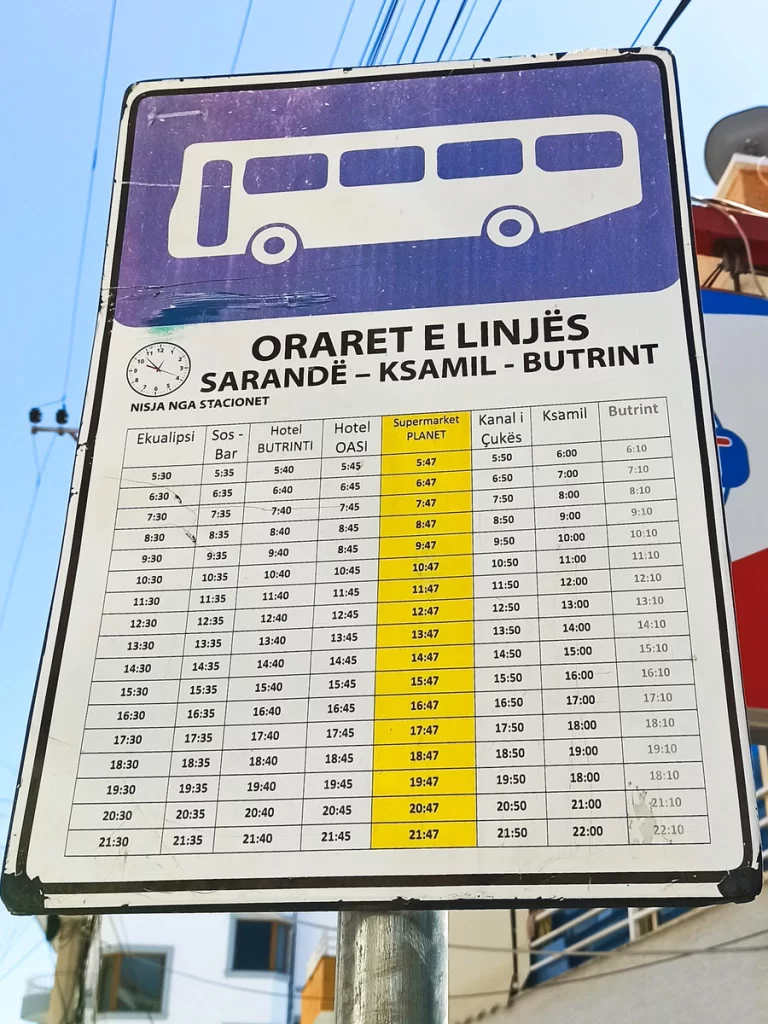 ORARET E LINJËS
SARANDË – KSAMIL - BUTRINT
NISJA NGA STACIONET
Ekualipsi Sos - Bar Hotel BUTRINTI Hotel OASI Supermarket PLANET Kanal i Çukës Ksamil Butrint
5:30 5:35 5:40 5:45 5:47 5:50 6:00 6:10
6:30 6:35 6:40 6:45 6:47 6:50 7:00 7:10
7:30 7:35 7:40 7:45 7:47 7:50 8:00 8:10
8:30 8:35 8:40 8:45 8:47 8:50 9:00 9:10
9:30 9:35 9:40 8:45 9:47 9:50 10:00 10:10
10:30 10:35 10:40 10:45 10:47 10:50 11:00 11:10
11:30 11:35 11:40 11:45 11:47 11:50 12:00 12:10
12:30 12:35 12:40 12:45 12:47 12:50 13:00 13:10
13:30 13:35 13:40 13:45 13:47 13:50 14:00 14:10
14:30 14:35 14:40 14:45 14:47 14:50 15:00 15:10
15:30 15:35 15:40 15:45 15:47 15:50 16:00 16:10
16:30 16:35 16:40 16:45 16:47 16:50 17:00 17:10
17:30 17:35 17:40 17:45 17:47 17:50 18:00 18:10
18:30 18:35 18:40 18:45 18:47 18:50 19:00 19:10
19:30 19:35 19:40 19:45 19:47 19:50 18:00 18:10
20:30 20:35 20:40 20:45 20:47 20:50 21:00 21:10
21:30 21:35 21:40 21:45 21:47 21:50 22:00 22:10